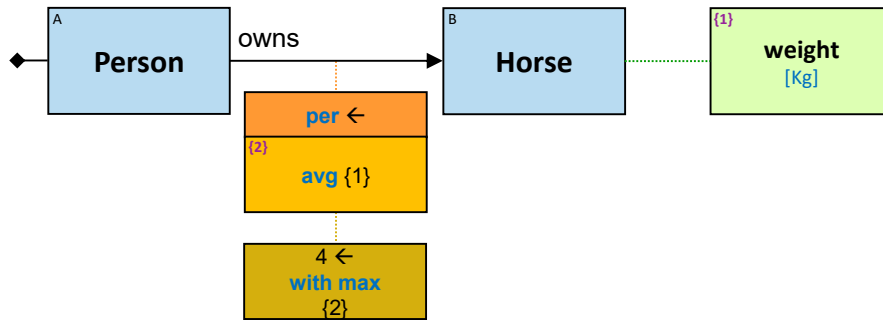 A
Person
owns
B
Horse
{1}
weight
[Kg]
per ←
{2}
avg {1}
4 ←
with max
{2}